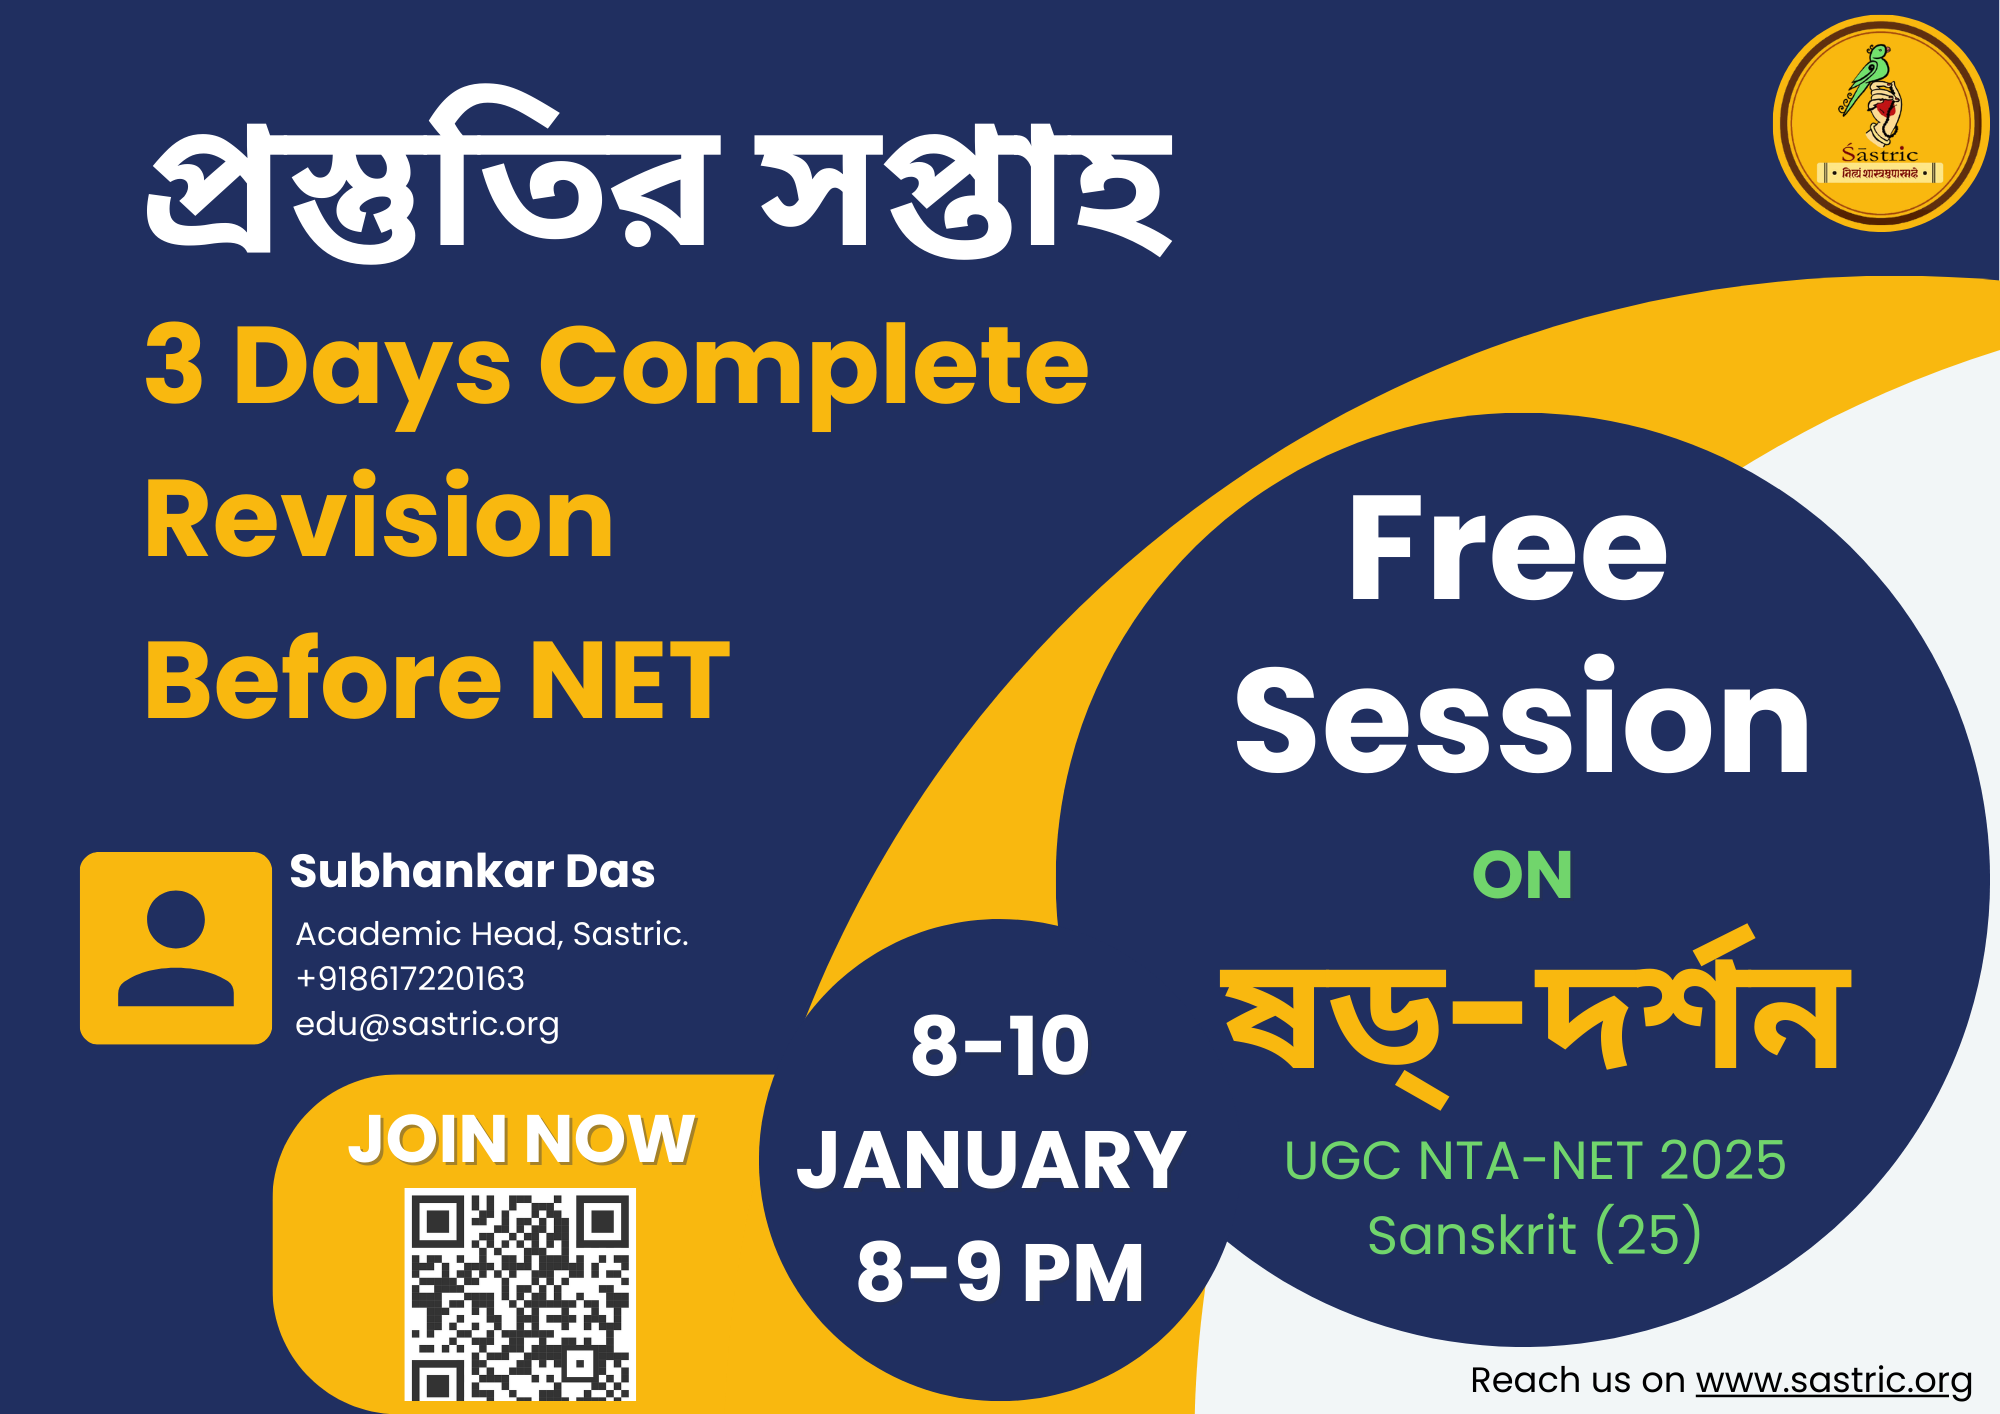 প্রস্তুতির সপ্তাহ
3 Days Complete
Revision
Before NET
Śāstric
Free
Session
ON
ষড্-দর্শন
UGC NTA-NET 2025
Sanskrit (25)
Subhankar Das
Academic Head, Sastric.
+918617220163
edu@sastric.org
JOIN NOW
8-10
JANUARY
8-9 PM
Reach us on www.sastric.org